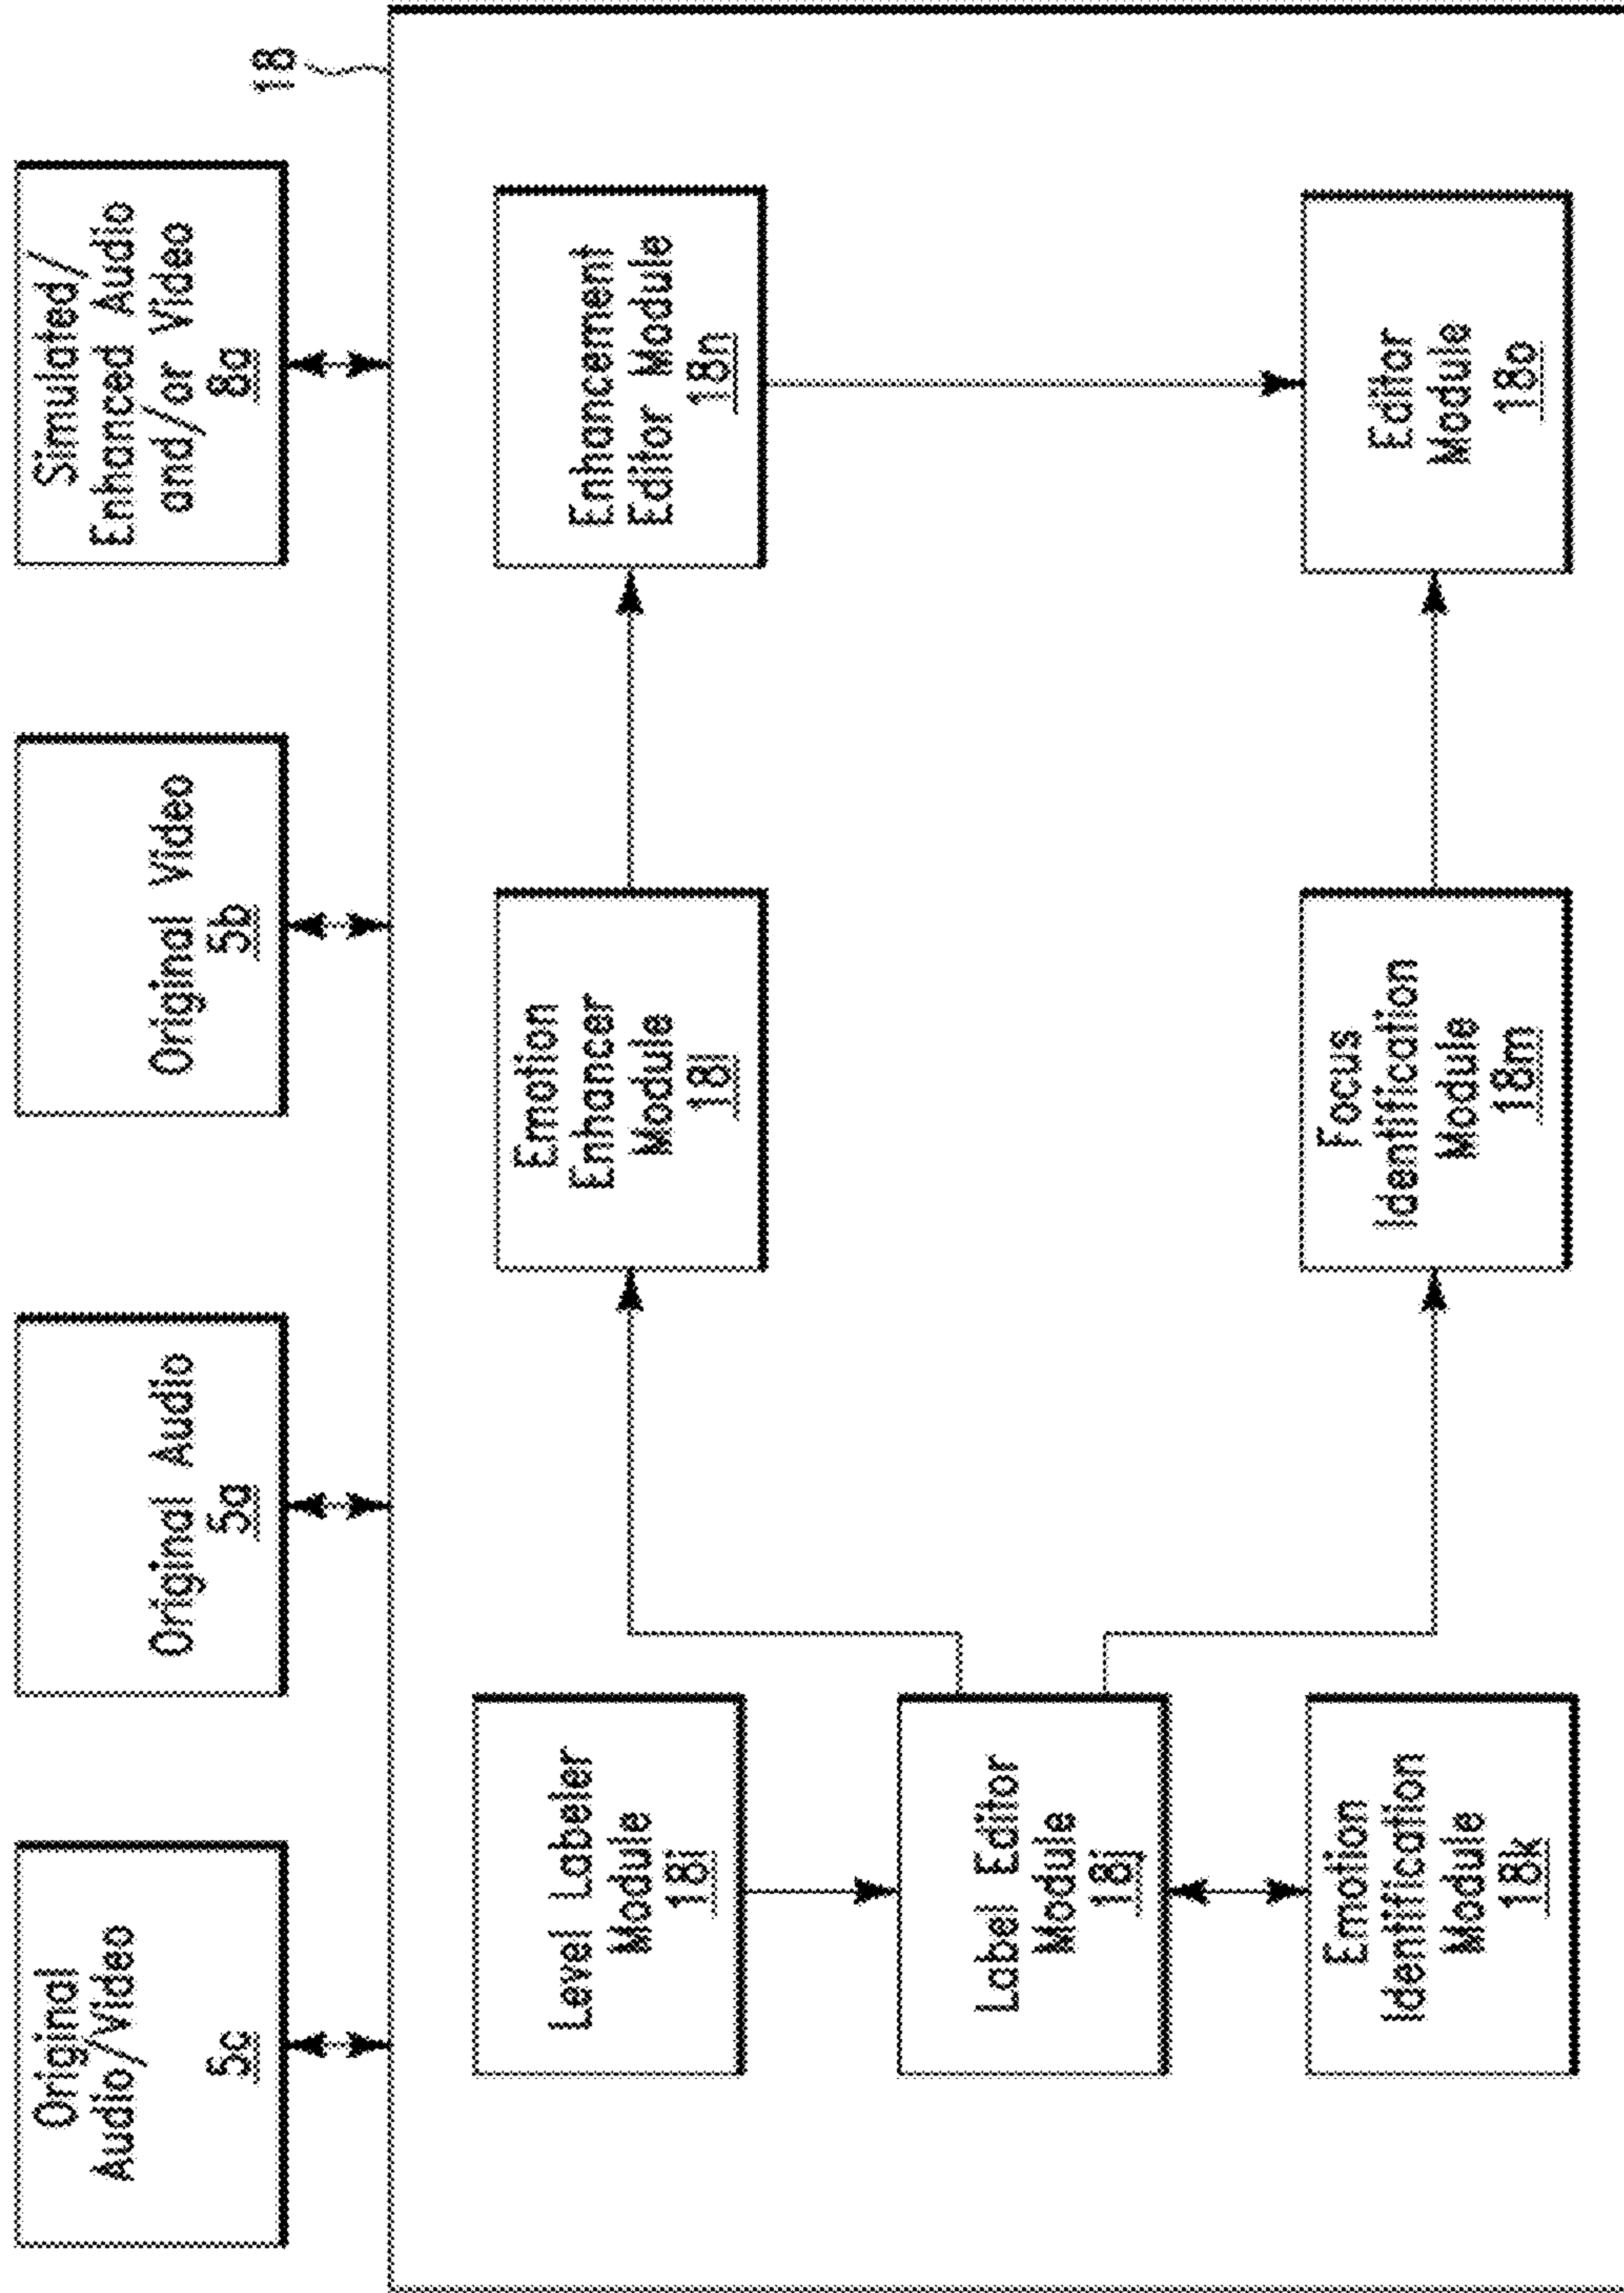 Original
Audio/Video
5c
Original Audio
5a
Original Video
5b
Simulated/
Enhanced Audio
and/or Video
8a
18
Level Labeler
Module
18i
Label Editor
Module
18j
Emotion
Identification
Module
18k
Emotion
Enhancer
Module
18l
Focus
Identification
Module
18m
Enhancement
Editor Module
18n
Editor
Module
18o